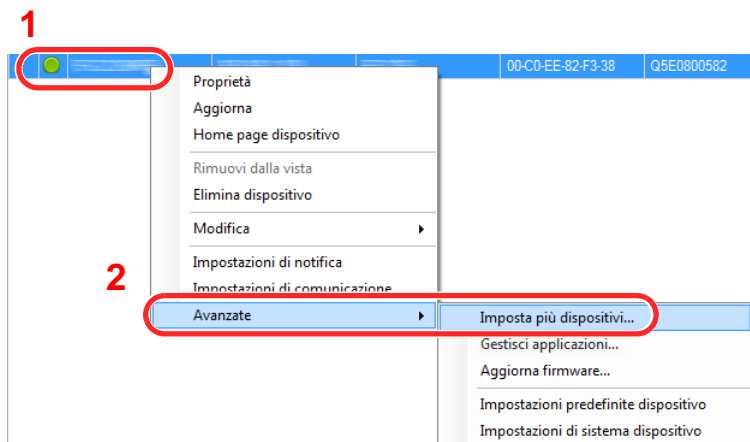 1
00-C0-EE-82-F3-38 Q5E0800582
Proprietà
Aggiorna
Home page dispositivo
Rimuovi dalla vista
Elimina dispositivo
Modifica
Impostazioni di notifica
2
Impostazioni di comunicazione
Avanzate
Imposta più dispositivi...
Gestisci applicazioni...
Aggiorna firmware...
Impostazioni predefinite dispositivo
Impostazioni di sistema dispositivo